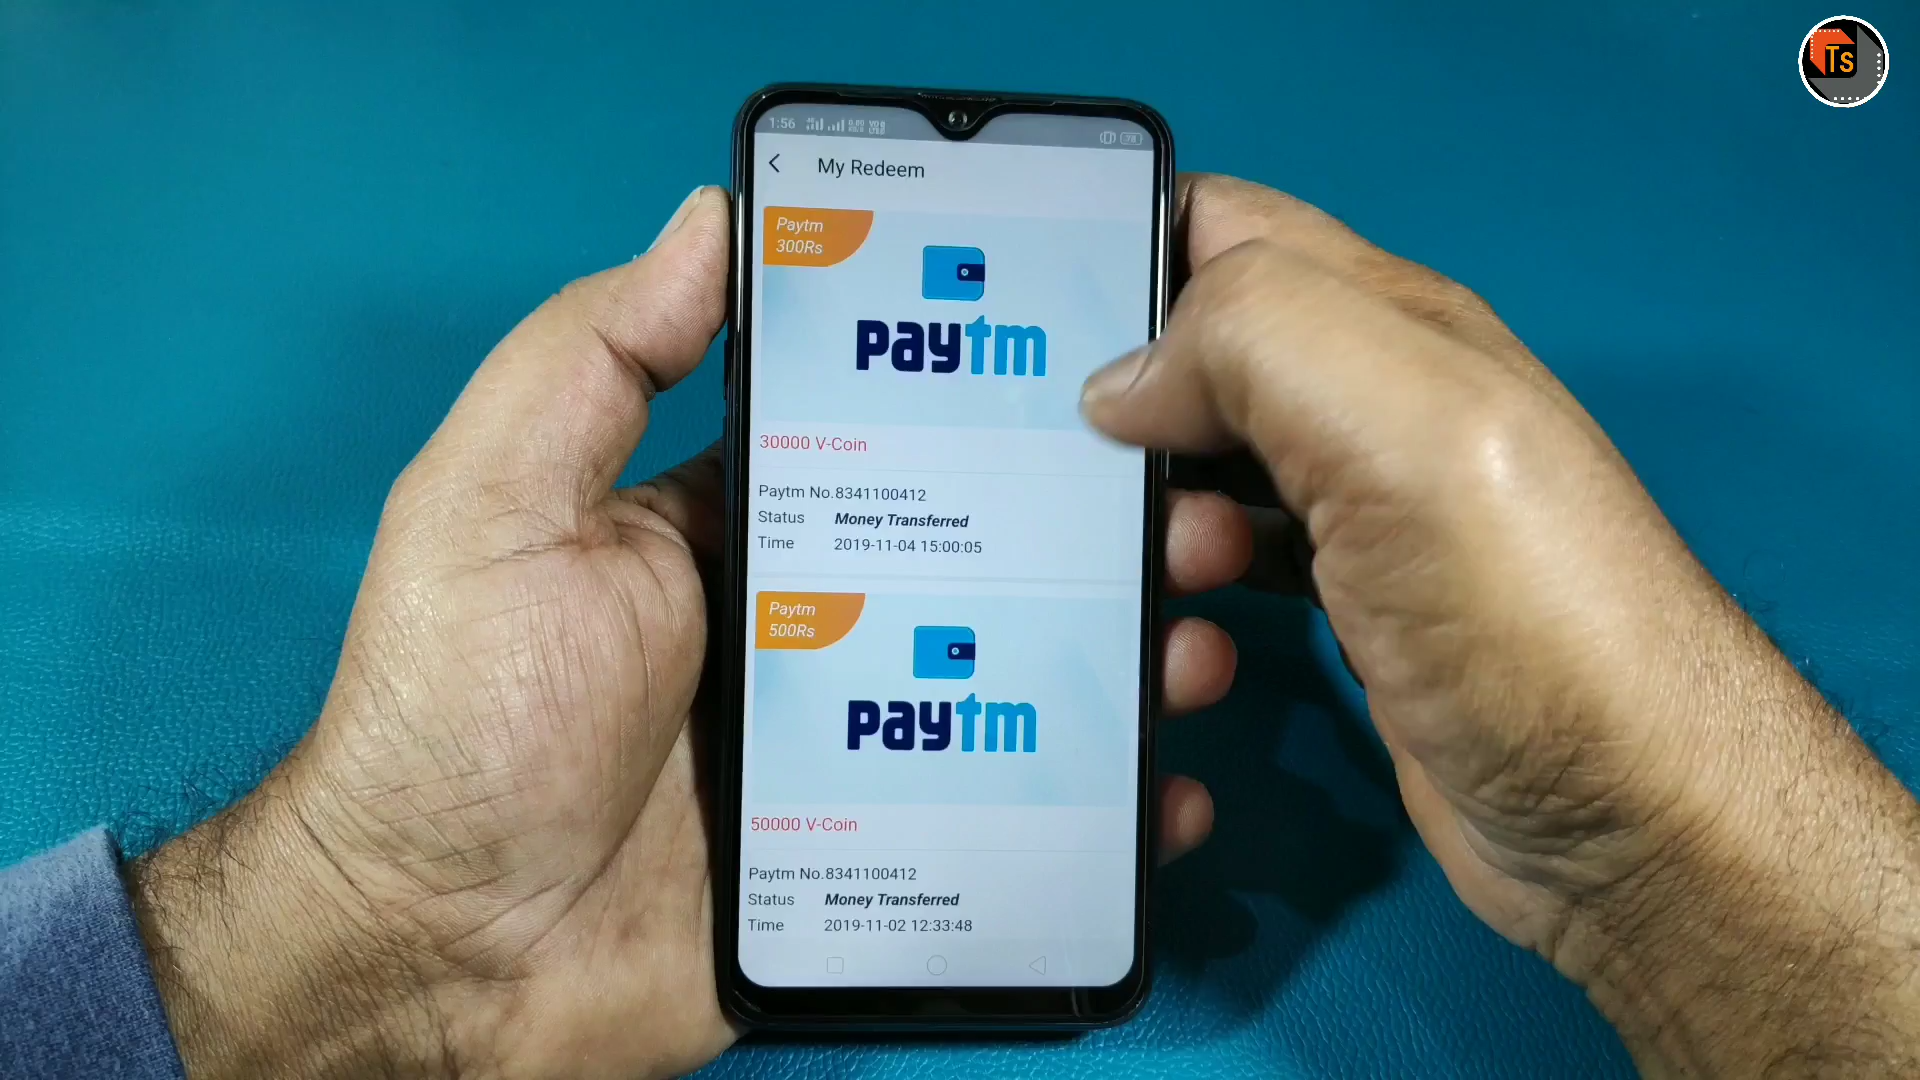 Ts
1:56
My Redeem
Paytm
300Rs
paytm
30000 V-Coin
Paytm No.8341100412
Status Money Transferred
Time 2019-11-04 15:00:05
Paytm
500Rs
paytm
50000 V-Coin
Paytm No.8341100412
Status Money Transferred
Time 2019-11-02 12:33:48